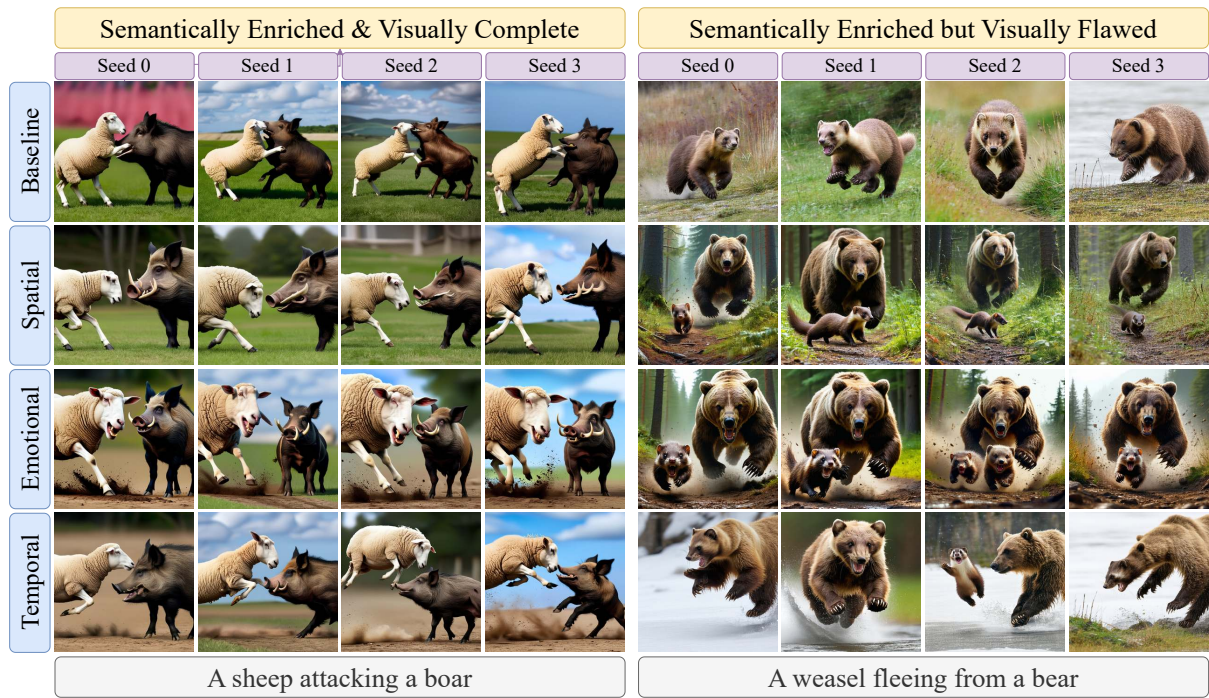 Semantically Enriched & Visually Complete
Semantically Enriched but Visually Flawed
Seed 0
Seed 1
Seed 2
Seed 3
Seed 0
Seed 1
Seed 2
Seed 3
Baseline
Spatial
Emotional
Temporal
A sheep attacking a boar
A weasel fleeing from a bear